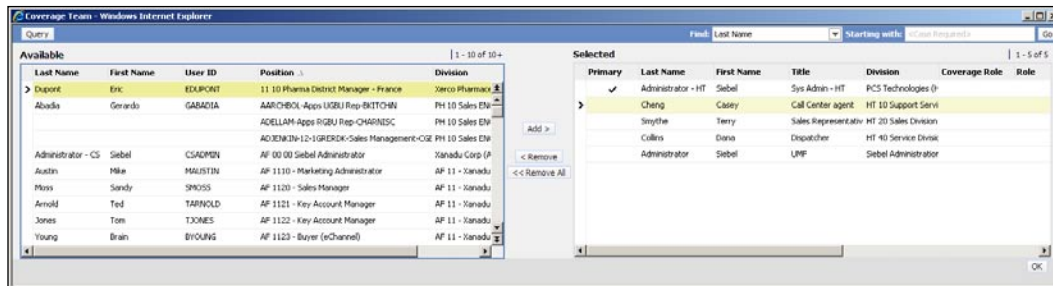 Coverage Team - Windows Internet Explorer
Query
Find: Last Name Starting with: <Case Required> Go
Available 1 - 10 of 10+
Last Name First Name User ID Position Division
Dupont Eric EDUPONT 11 10 Pharma District Manager - France Xerco Pharmac
Abadia Gerardo GABADIA AARCHBOL-Apps UGBU Rep-BKITCHIN PH 10 Sales EN
ADELLAM-Apps RGBU Rep-CHARNISC PH 10 Sales EN
ADJENKIN-12-1GRERDK-Sales Management-CGE PH 10 Sales EN
Administrator - CS Siebel CSADMIN AF 00 00 Siebel Administrator Xanadu Corp (A
Austin Mike MAUSTIN AF 1110 - Marketing Administrator AF 11 - Xanadu
Moss Sandy SMOSS AF 1120 - Sales Manager AF 11 - Xanadu
Arnold Ted TARNOLD AF 1121 - Key Account Manager AF 11 - Xanadu
Jones Tom TJONES AF 1122 - Key Account Manager AF 11 - Xanadu
Young Brain BYOUNG AF 1123 - Buyer (eChannel) AF 11 - Xanadu
Add >
< Remove
<< Remove All
Selected 1 - 5 of 5
Primary Last Name First Name Title Division Coverage Role Role
Administrator - HT Siebel Sys Admin - HT PCS Technologies (H
Cheng Casey Call Center agent HT 10 Support Servi
Smythe Terry Sales Representativ HT 20 Sales Division
Collins Dana Dispatcher HT 40 Service Divisic
Administrator Siebel UMF Siebel Administration
OK